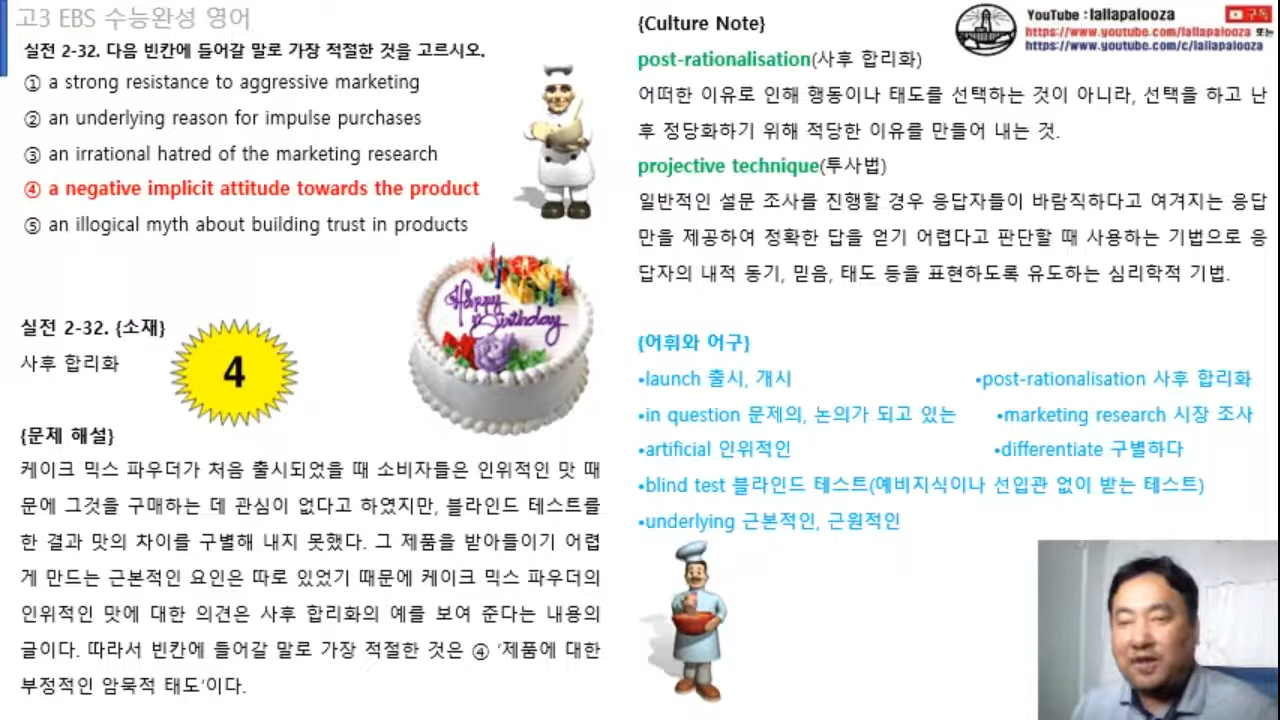 고3 EBS 수능완성 영어
실전 2-32. 다음 빈칸에 들어갈 말로 가장 적절한 것을 고르시오.
① a strong resistance to aggressive marketing
② an underlying reason for impulse purchases
③ an irrational hatred of the marketing research
④ a negative implicit attitude towards the product
⑤ an illogical myth about building trust in products
Happy
Birthday
실전 2-32. {소재}
사후 합리화
4
{문제 해설}
케이크 믹스 파우더가 처음 출시되었을 때 소비자들은 인위적인 맛 때
문에 그것을 구매하는 데 관심이 없다고 하였지만, 블라인드 테스트를
한 결과 맛의 차이를 구별해 내지 못했다. 그 제품을 받아들이기 어렵
게 만드는 근본적인 요인은 따로 있었기 때문에 케이크 믹스 파우더의
인위적인 맛에 대한 의견은 사후 합리화의 예를 보여 준다는 내용의
글이다. 따라서 빈칸에 들어갈 말로 가장 적절한 것은 ④ ‘제품에 대한
부정적인 암묵적 태도’이다.
{Culture Note}
YouTube : lallapalooza
구독
https://www.youtube.com/lallapalooza 또는
https://www.youtube.com/c/lallapalooza
post-rationalisation(사후 합리화)
어떠한 이유로 인해 행동이나 태도를 선택하는 것이 아니라, 선택을 하고 난
후 정당화하기 위해 적당한 이유를 만들어 내는 것.
projective technique(투사법)
일반적인 설문 조사를 진행할 경우 응답자들이 바람직하다고 여겨지는 응답
만을 제공하여 정확한 답을 얻기 어렵다고 판단할 때 사용하는 기법으로 응
답자의 내적 동기, 믿음, 태도 등을 표현하도록 유도하는 심리학적 기법.
{어휘와 어구}
•launch 출시, 개시 •post-rationalisation 사후 합리화
•in question 문제의, 논의가 되고 있는 •marketing research 시장 조사
•artificial 인위적인 •differentiate 구별하다
•blind test 블라인드 테스트(예비지식이나 선입관 없이 받는 테스트)
•underlying 근본적인, 근원적인